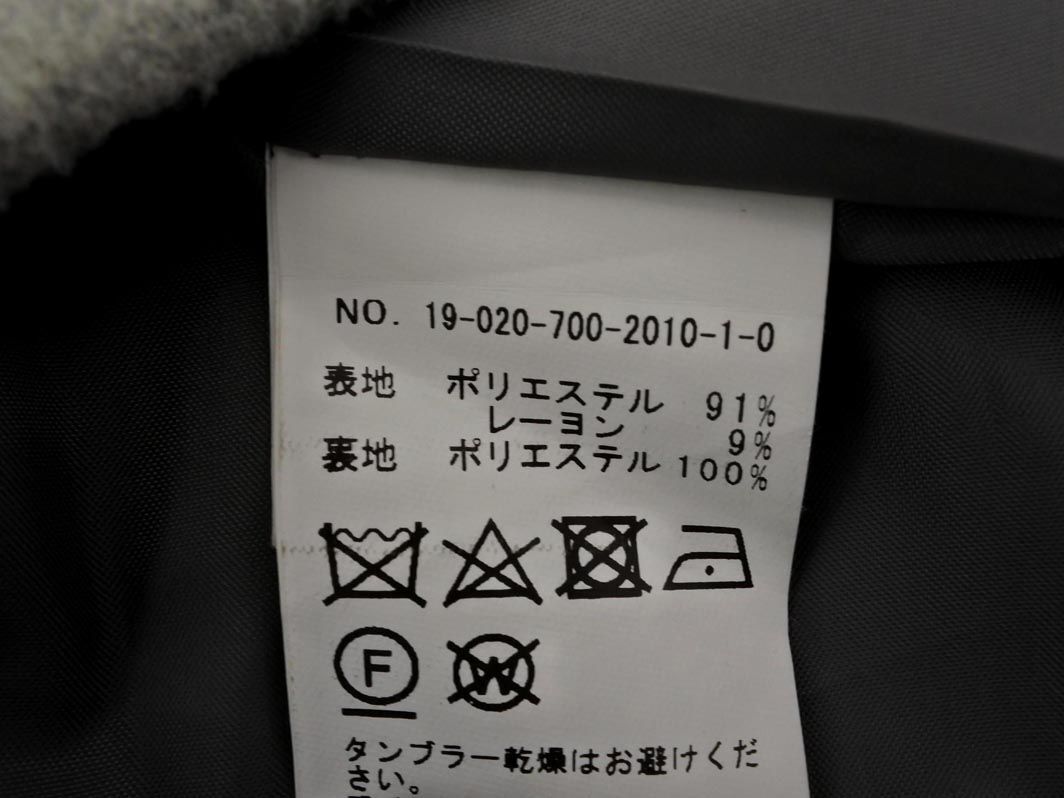 NO. 19-020-700-2010-1-0
表地 ポリエステル 91%
レーヨン 9%
裏地 ポリエステル 100%
F
W
タンブラー乾燥はお避けくだ
さい。